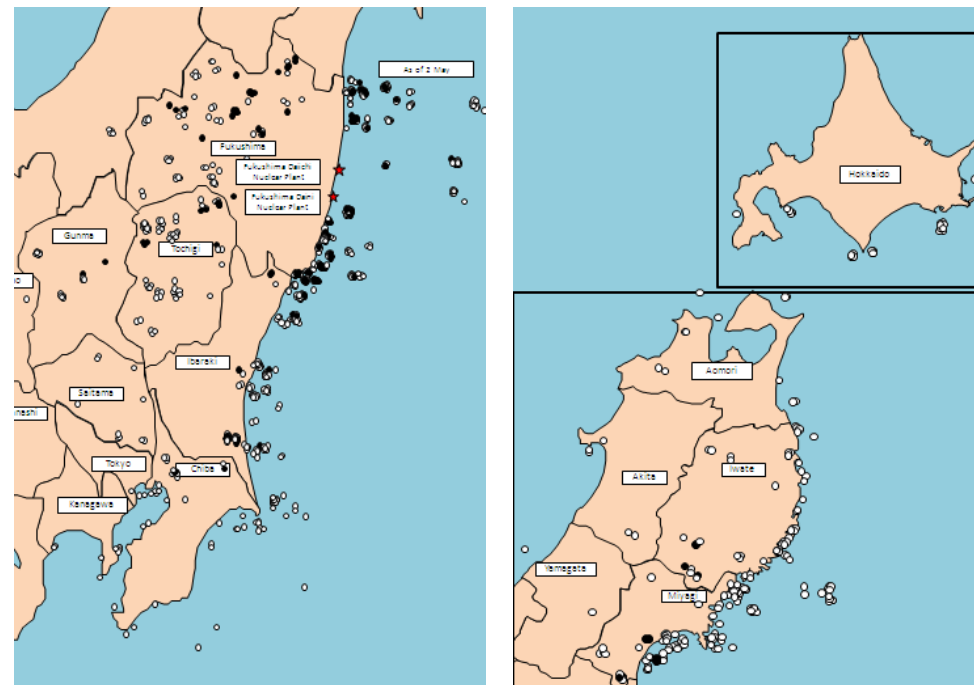 As of 2 May
Fukushima
Fukushima Daiichi
Nuclear Plant
Fukushima Daini
Nuclear Plant
Gunma
Tochigi
Ibaraki
Saitama
Tokyo
Chiba
Kanagawa
Hokkaido
Aomori
Akita
Iwate
Yamagata
Miyagi